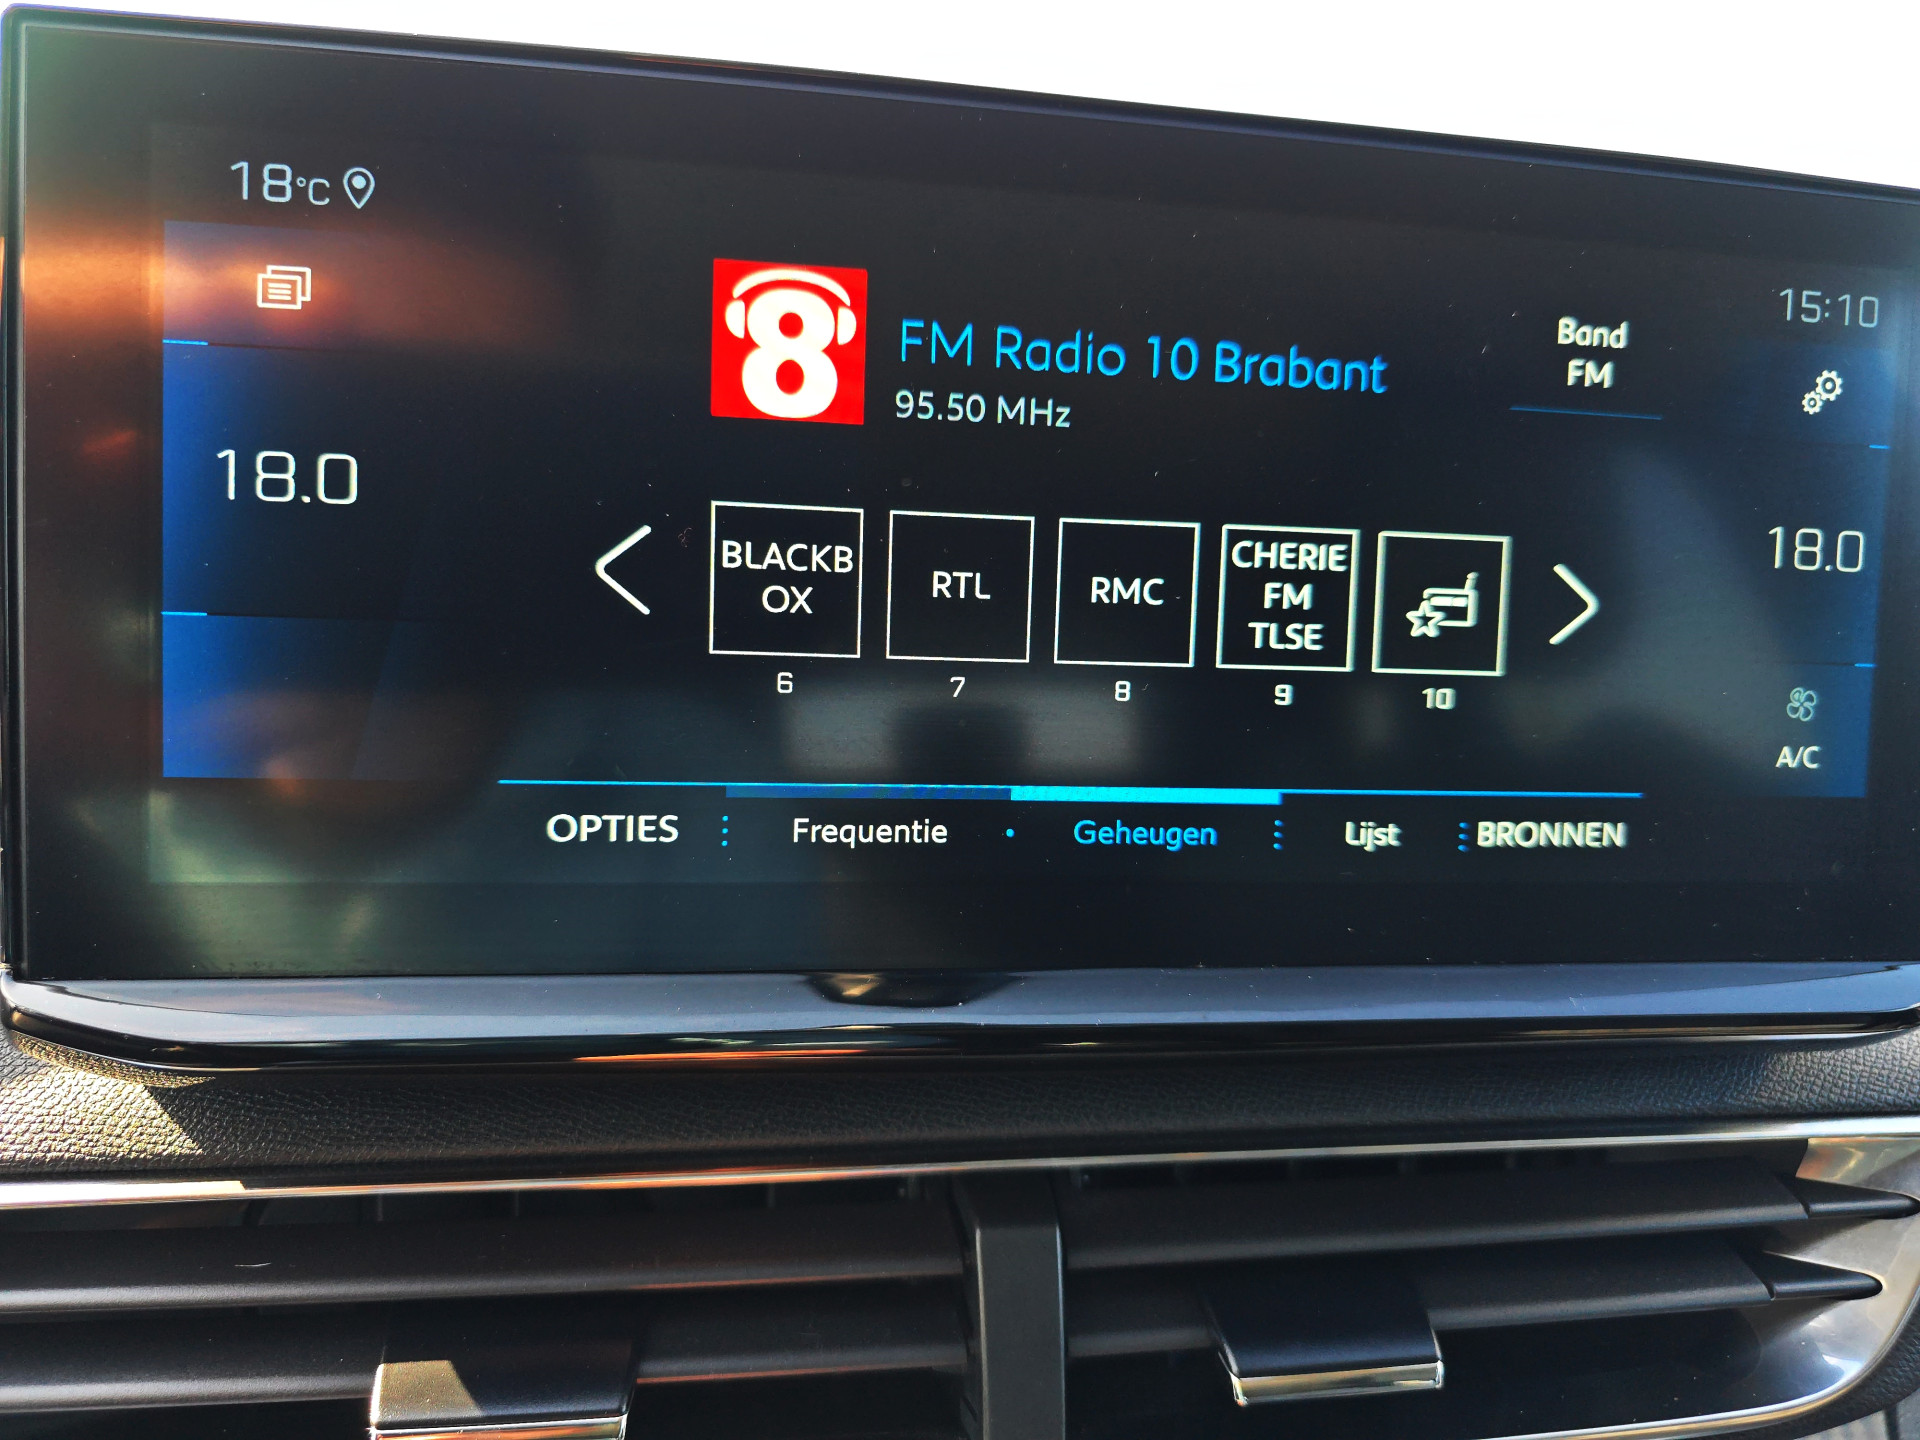 18°C
8
FM Radio 10 Brabant
95.50 MHz
Band
FM
15:10
18.0
18.0
BLACKB
OX
RTL
RMC
CHERIE
FM
TLSE
6
7
8
9
10
A/C
OPTIES
Frequentie
Geheugen
Lijst
BRONNEN